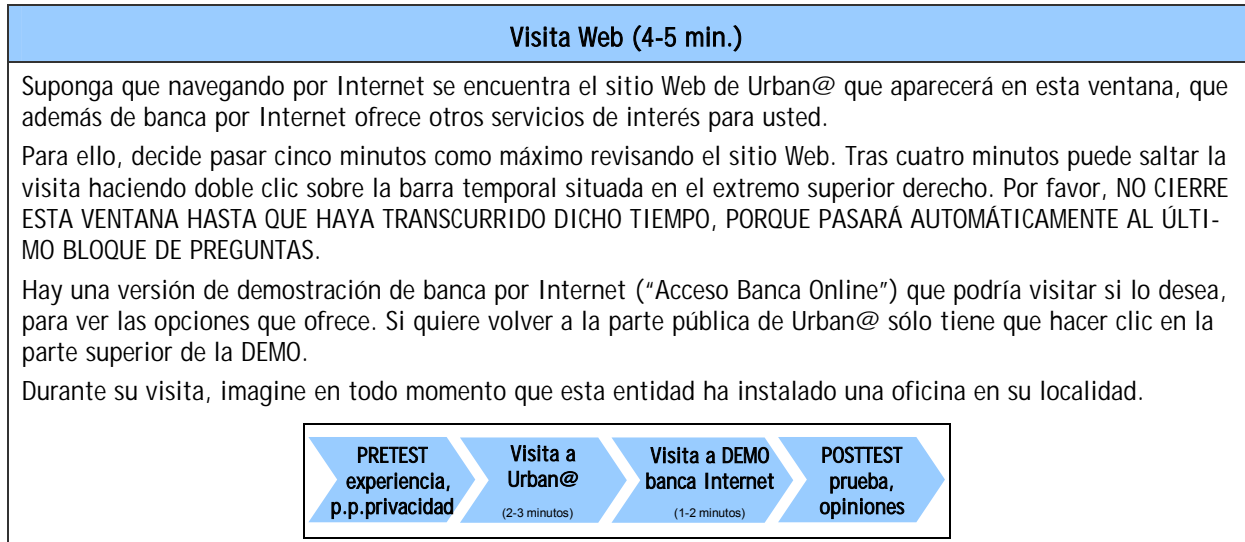 Visita Web (4-5 min.)
Suponga que navegando por Internet se encuentra el sitio Web de Urban@ que aparecerá en esta ventana, que
además de banca por Internet ofrece otros servicios de interés para usted.
Para ello, decide pasar cinco minutos como máximo revisando el sitio Web. Tras cuatro minutos puede saltar la
visita haciendo doble clic sobre la barra temporal situada en el extremo superior derecho. Por favor, NO CIERRE
ESTA VENTANA HASTA QUE HAYA TRANSCURRIDO DICHO TIEMPO, PORQUE PASARÁ AUTOMÁTICAMENTE AL ÚLTI-
MO BLOQUE DE PREGUNTAS.
Hay una versión de demostración de banca por Internet ("Acceso Banca Online") que podría visitar si lo desea,
para ver las opciones que ofrece. Si quiere volver a la parte pública de Urban@ sólo tiene que hacer clic en la
parte superior de la DEMO.
Durante su visita, imagine en todo momento que esta entidad ha instalado una oficina en su localidad.
PRETEST
experiencia,
p.p.privacidad
Visita a
Urban@
(2-3 minutos)
Visita a DEMO
banca Internet
(1-2 minutos)
POSTTEST
prueba,
opiniones